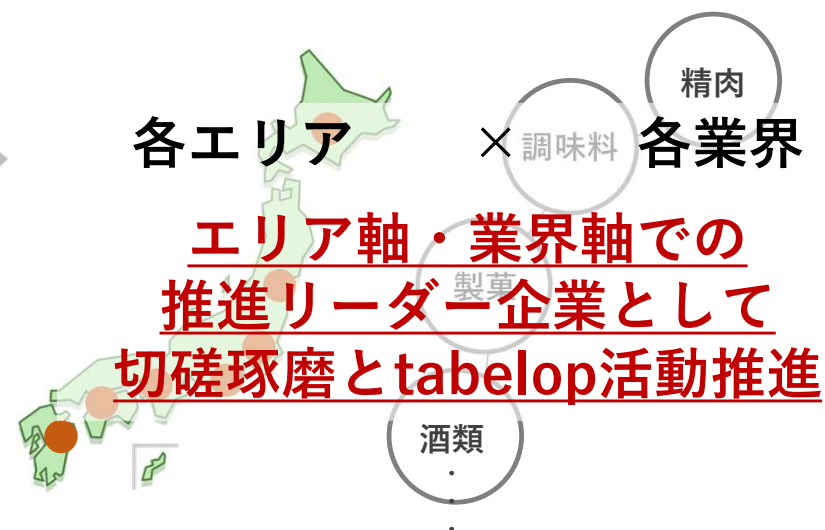 精肉
各エリア × 調味料 各業界
エリア軸・業界軸での
製菓
推進リーダー企業として
切磋琢磨とtabelop活動推進
酒類